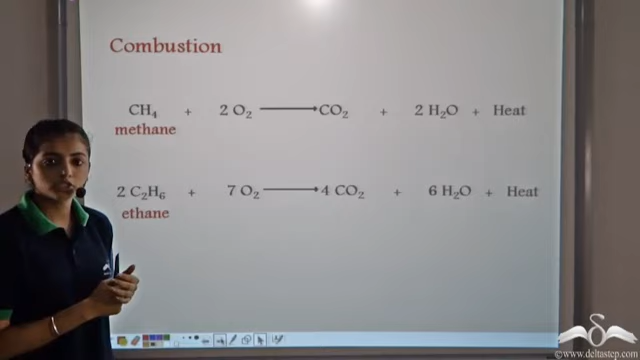 Combustion
CH₄ + 2 O₂ ⟶ CO₂ + 2 H₂O + Heat
methane
2 C₂H₆ + 7 O₂ ⟶ 4 CO₂ + 6 H₂O + Heat
ethane
©www.deltastep.com